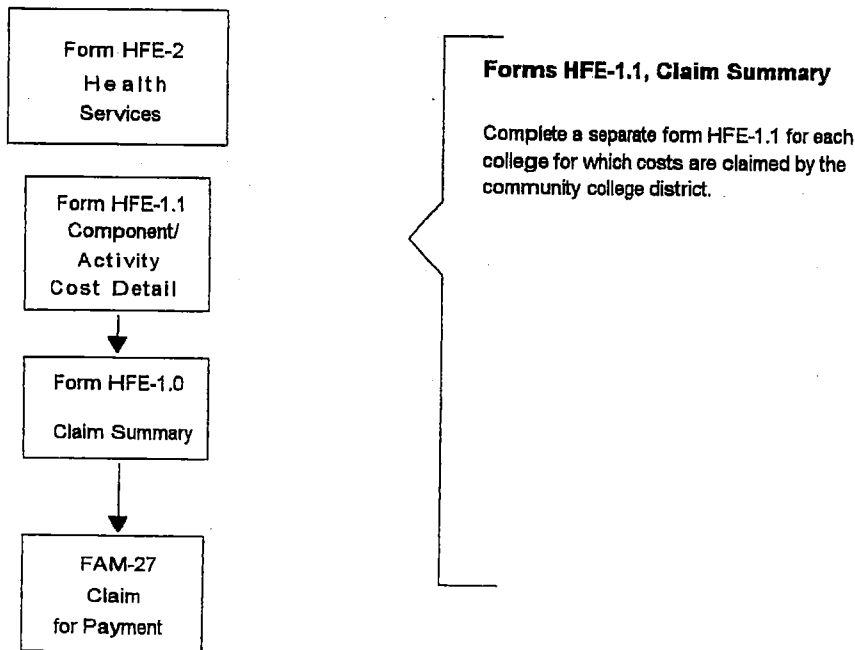 Form HFE-2
Health
Services
Form HFE-1.1
Component/
Activity
Cost Detail
Form HFE-1.0
Claim Summary
FAM-27
Claim
for Payment
Forms HFE-1.1, Claim Summary
Complete a separate form HFE-1.1 for each
college for which costs are claimed by the
community college district.